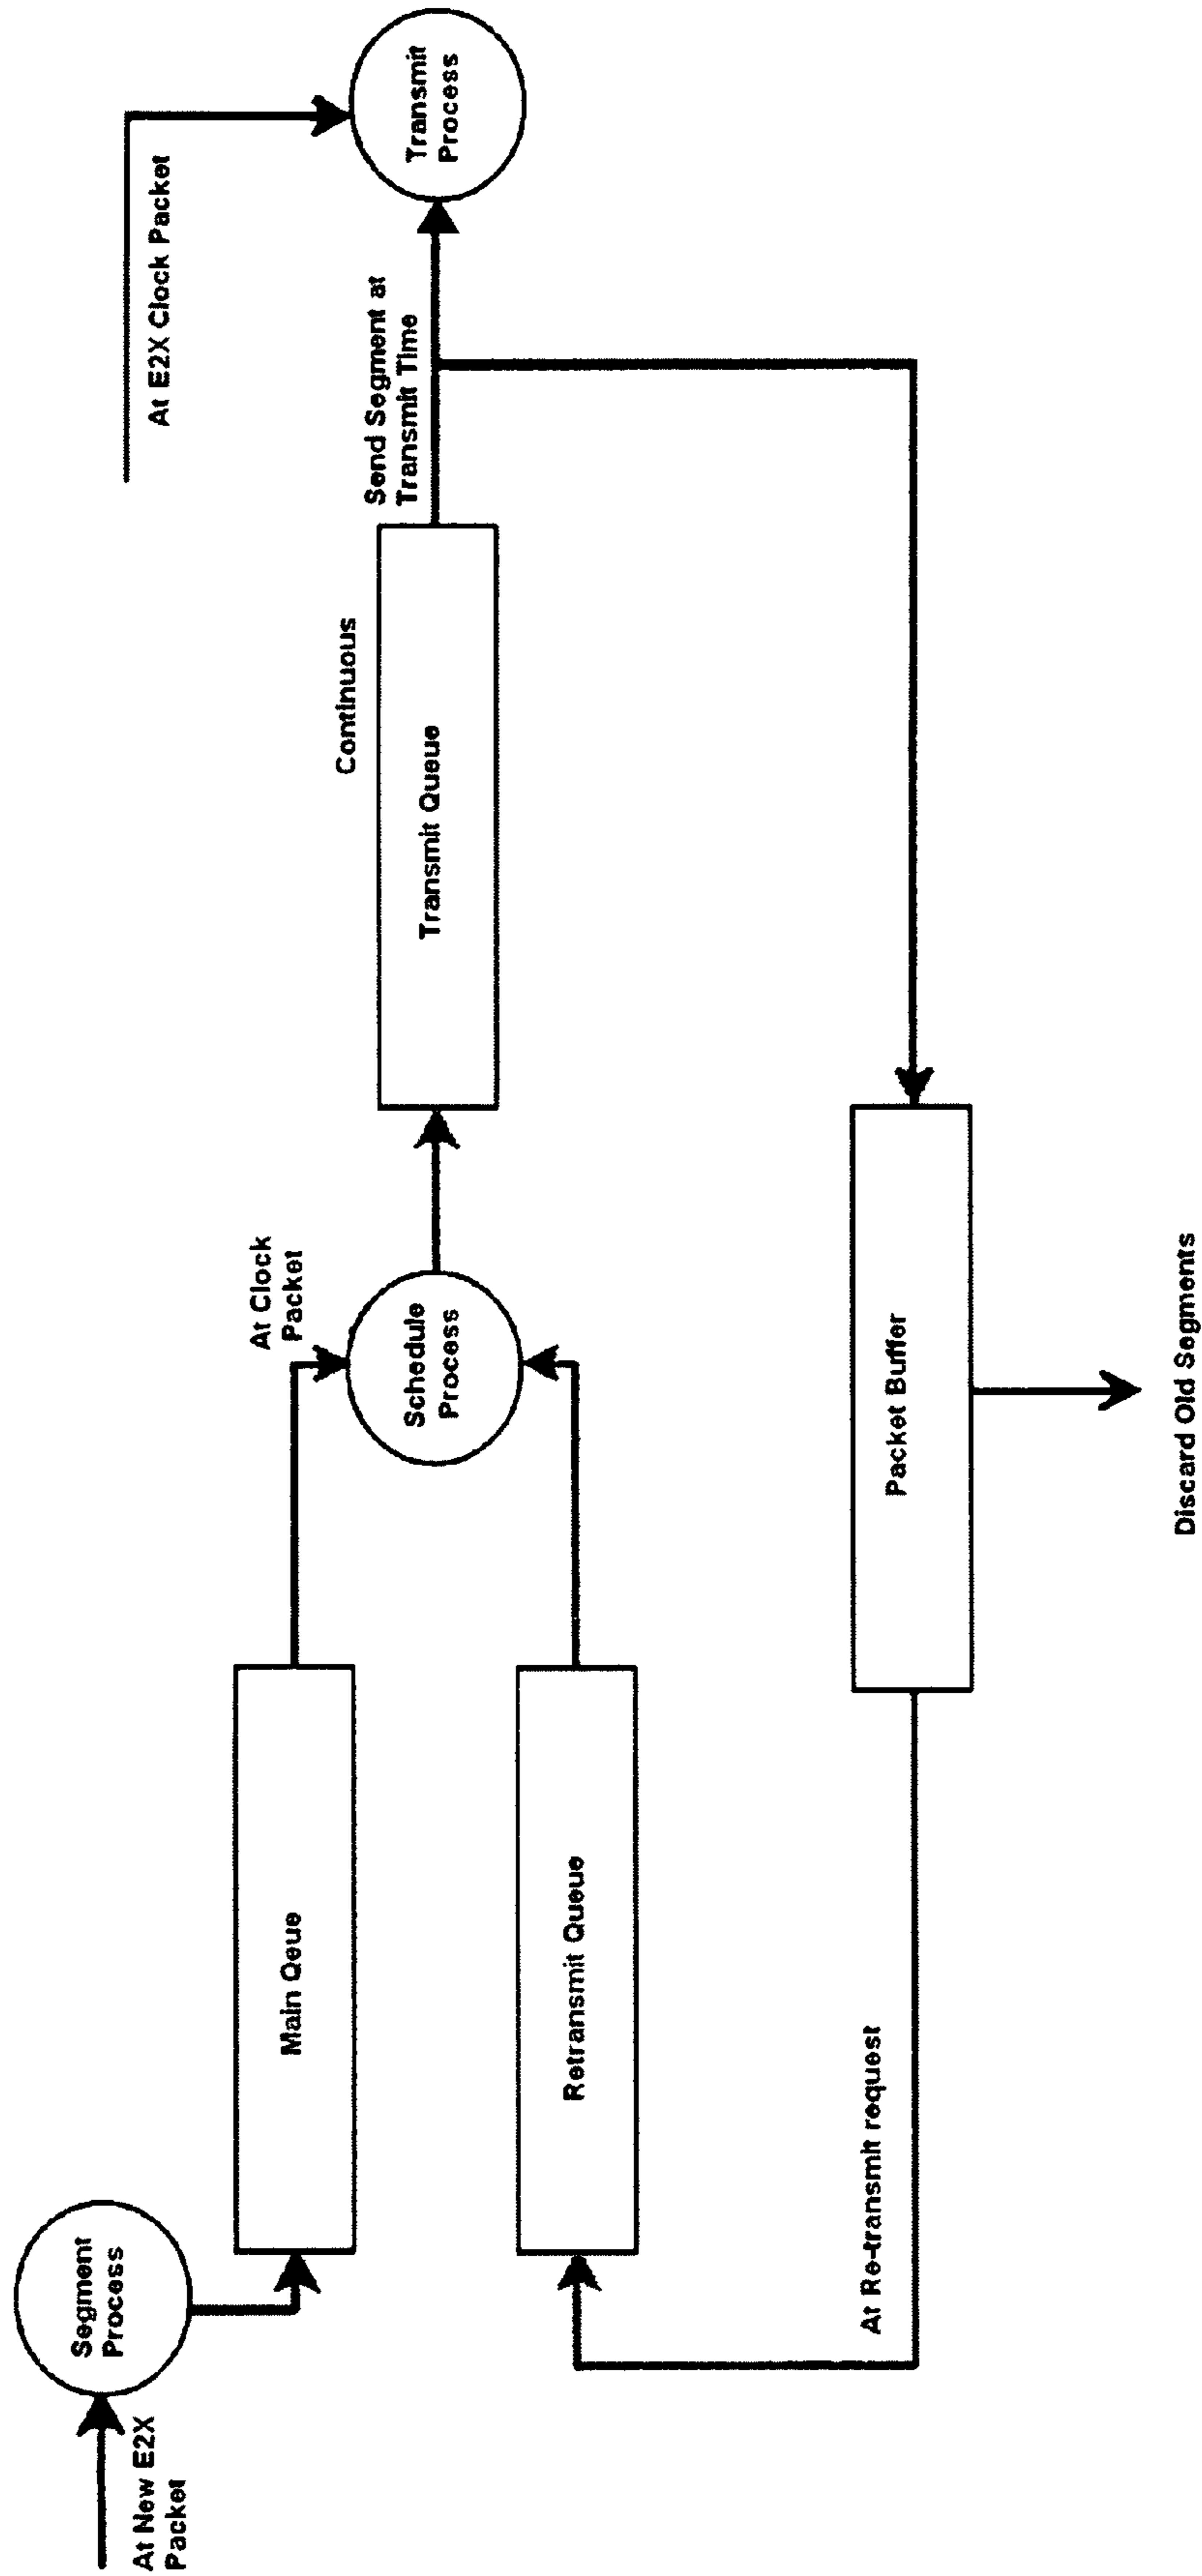 At New E2X
Packet
Segment
Process
Main Qeue
Retransmit Queue
At Re-transmit request
At Clock
Packet
Schedule
Process
Packet Buffer
Discard Old Segments
Continuous
Transmit Queue
Send Segment at
Transmit Time
At E2X Clock Packet
Transmit
Process